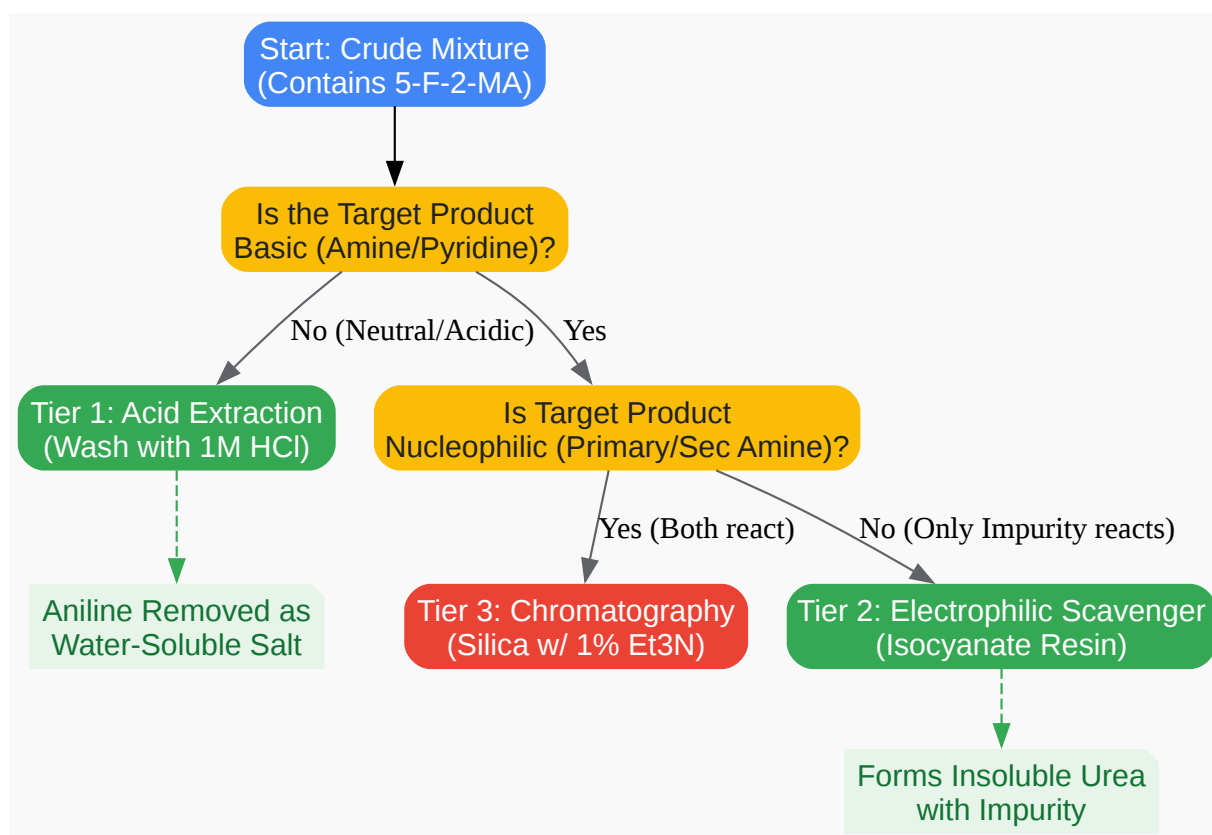 Start: Crude Mixture
(Contains 5-F-2-MA)
Is the Target Product
Basic (Amine/Pyridine)?
No (Neutral/Acidic)
Yes
Tier 1: Acid Extraction
(Wash with 1M HCl)
Is Target Product
Nucleophilic (Primary/Sec Amine)?
Yes (Both react)
No (Only Impurity reacts)
Aniline Removed as
Water-Soluble Salt
Tier 3: Chromatography
(Silica w/ 1% Et3N)
Tier 2: Electrophilic Scavenger
(Isocyanate Resin)
Forms Insoluble Urea
with Impurity